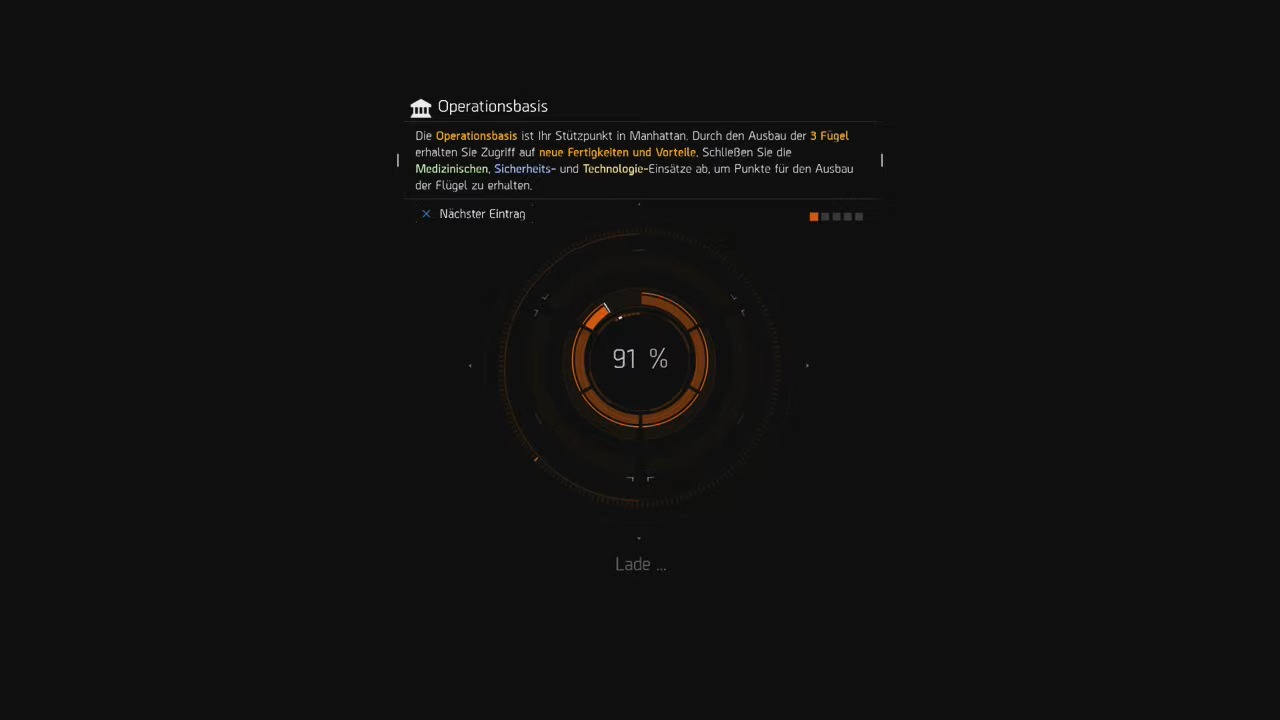 Operationsbasis
Die Operationsbasis ist Ihr Stützpunkt in Manhattan. Durch den Ausbau der 3 Fügel
erhalten Sie Zugriff auf neue Fertigkeiten und Vorteile. Schließen Sie die
Medizinischen, Sicherheits- und Technologie-Einsätze ab, um Punkte für den Ausbau
der Flügel zu erhalten.
Nächster Eintrag
91 %
Lade ...